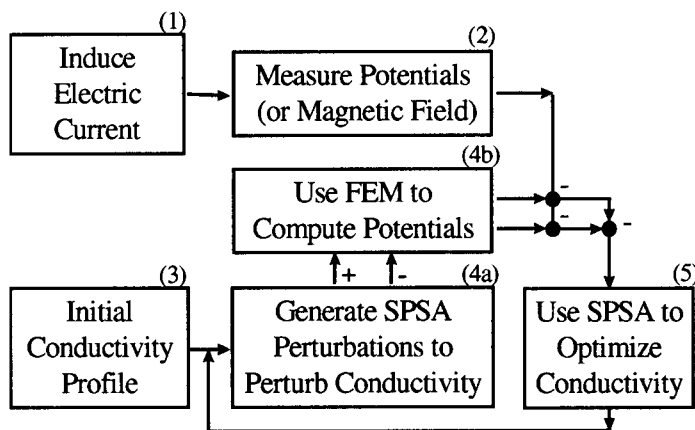 (1)
Induce
Electric
Current
(2)
Measure Potentials
(or Magnetic Field)
(4b)
Use FEM to
Compute Potentials
-
-
-
+ -
(3)
Initial
Conductivity
Profile
(4a)
Generate SPSA
Perturbations to
Perturb Conductivity
(5)
Use SPSA to
Optimize
Conductivity